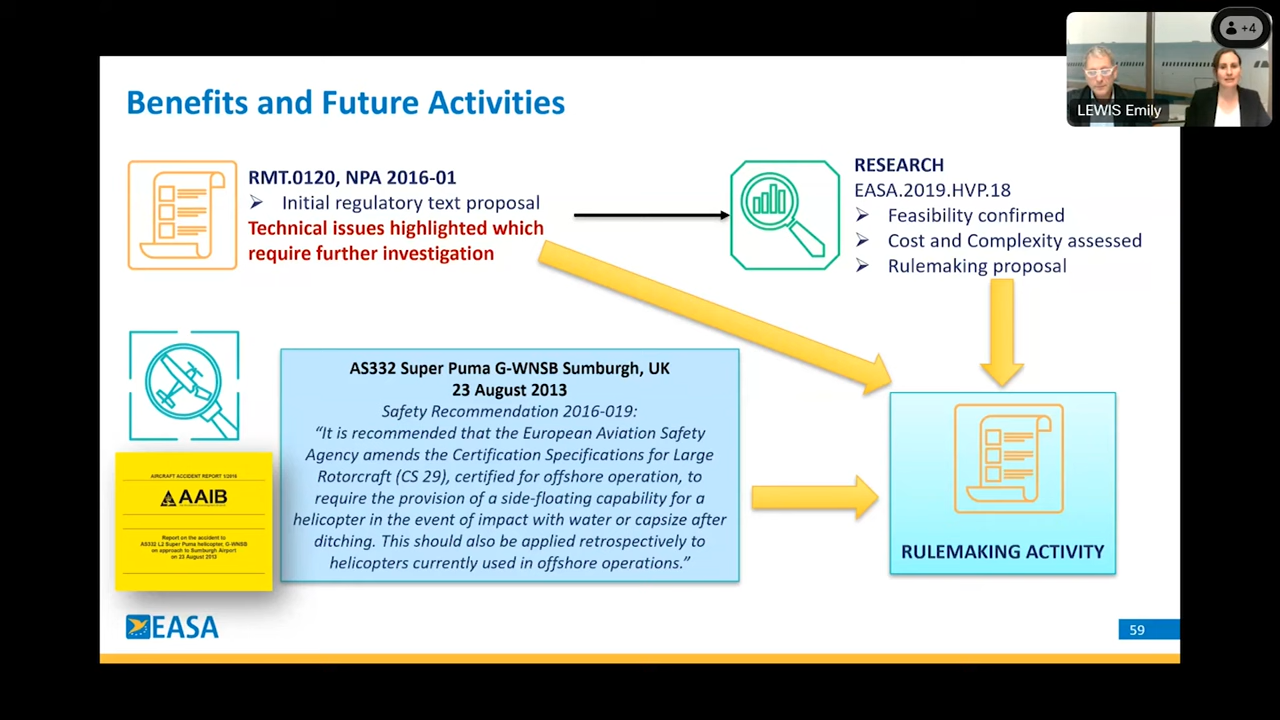 +4
LEWIS Emily
Benefits and Future Activities
RMT.0120, NPA 2016-01
Initial regulatory text proposal
Technical issues highlighted which
require further investigation
RESEARCH
EASA.2019.HVP.18
Feasibility confirmed
Cost and Complexity assessed
Rulemaking proposal
AS332 Super Puma G-WNSB Sumburgh, UK
23 August 2013
Safety Recommendation 2016-019:
“It is recommended that the European Aviation Safety
Agency amends the Certification Specifications for Large
Rotorcraft (CS 29), certified for offshore operation, to
require the provision of a side-floating capability for a
helicopter in the event of impact with water or capsize after
ditching. This should also be applied retrospectively to
helicopters currently used in offshore operations.”
AIRCRAFT ACCIDENT REPORT 1/2016
AAIB
Report on the accident to
AS332 L2 Super Puma helicopter, G-WNSB
on approach to Sumburgh Airport
on 23 August 2013
RULEMAKING ACTIVITY
EASA
59